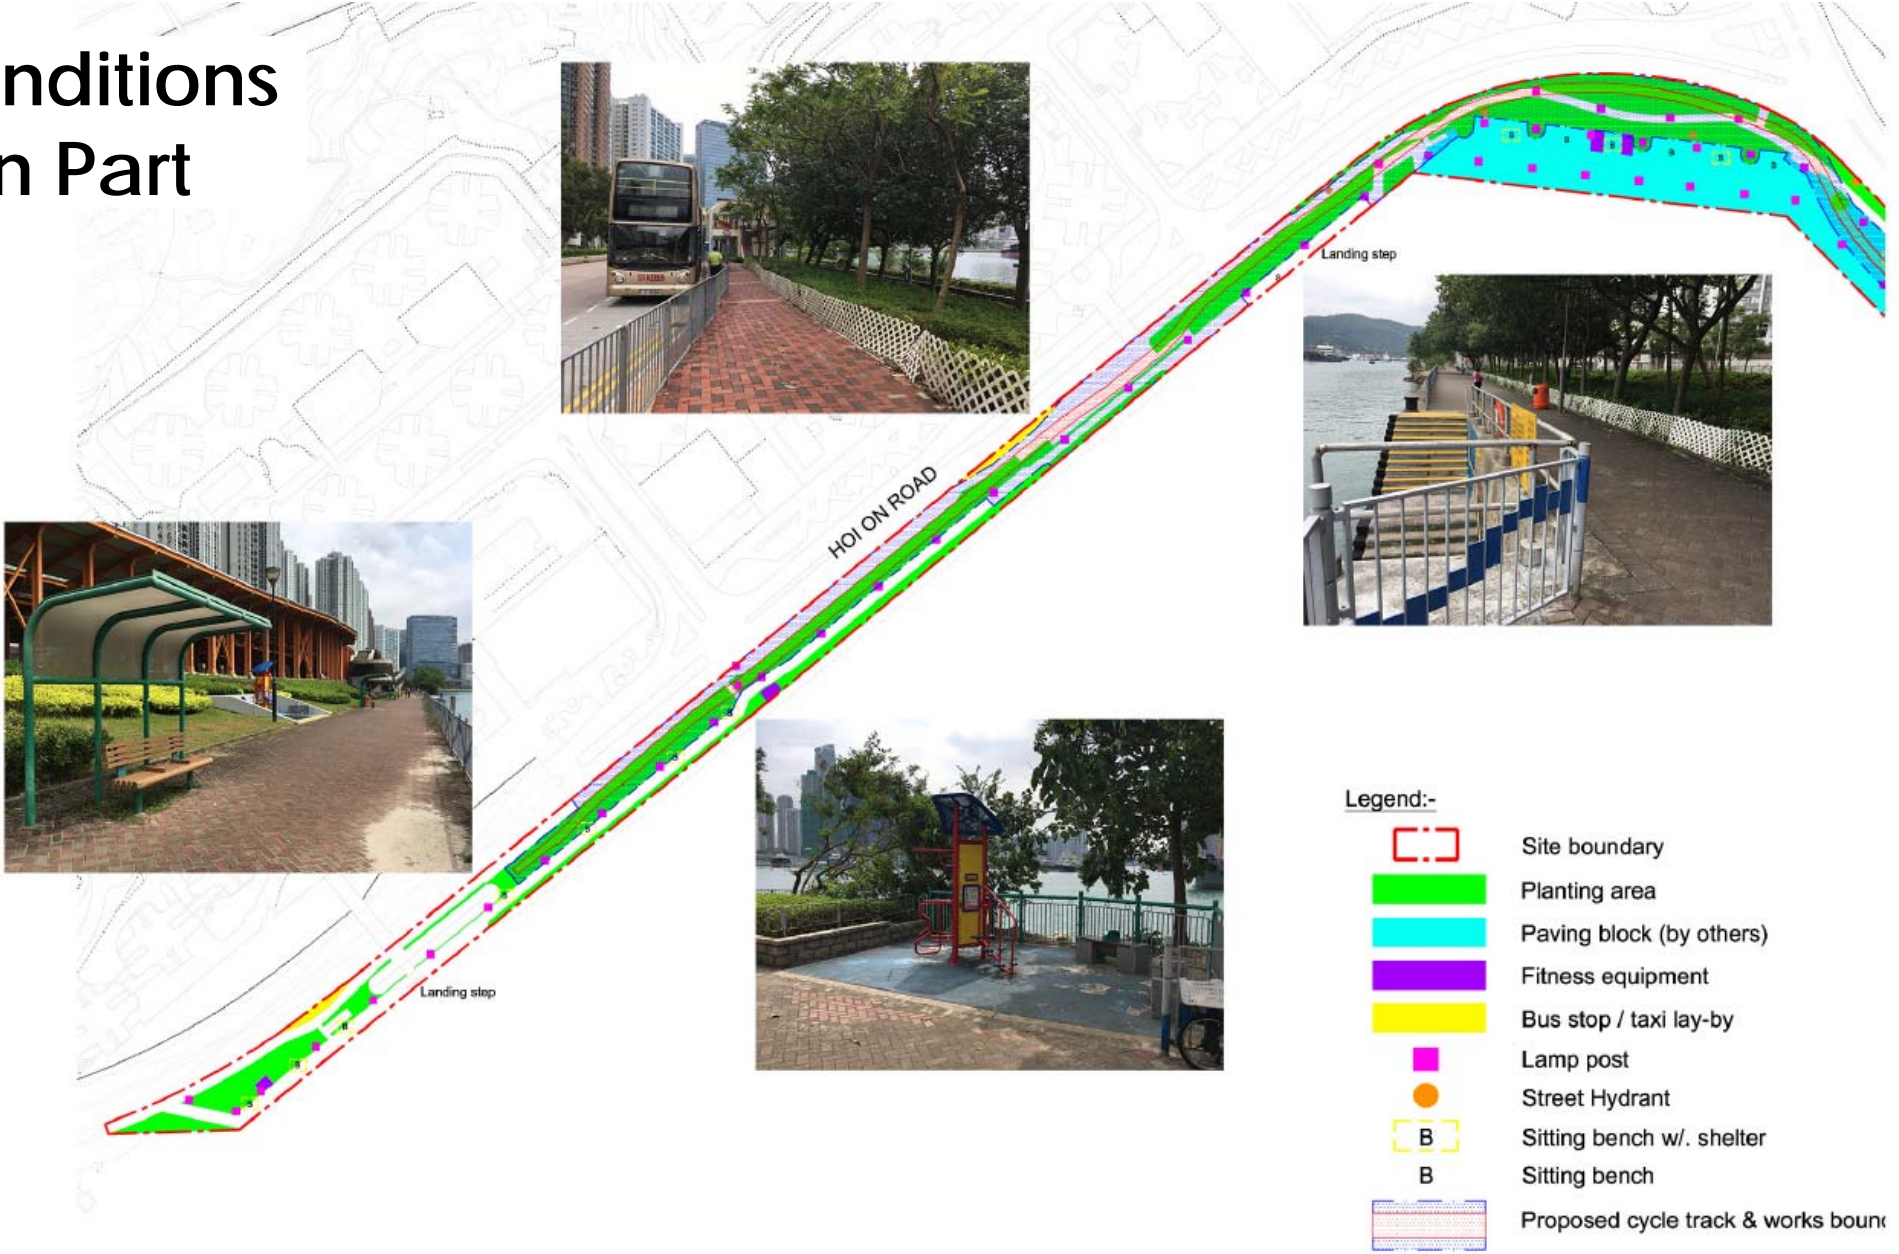 nditions
n Part
Landing step
HOI ON ROAD
Landing step
Legend:-
Site boundary
Planting area
Paving block (by others)
Fitness equipment
Bus stop / taxi lay-by
Lamp post
Street Hydrant
B Sitting bench w/. shelter
B Sitting bench
Proposed cycle track & works boun